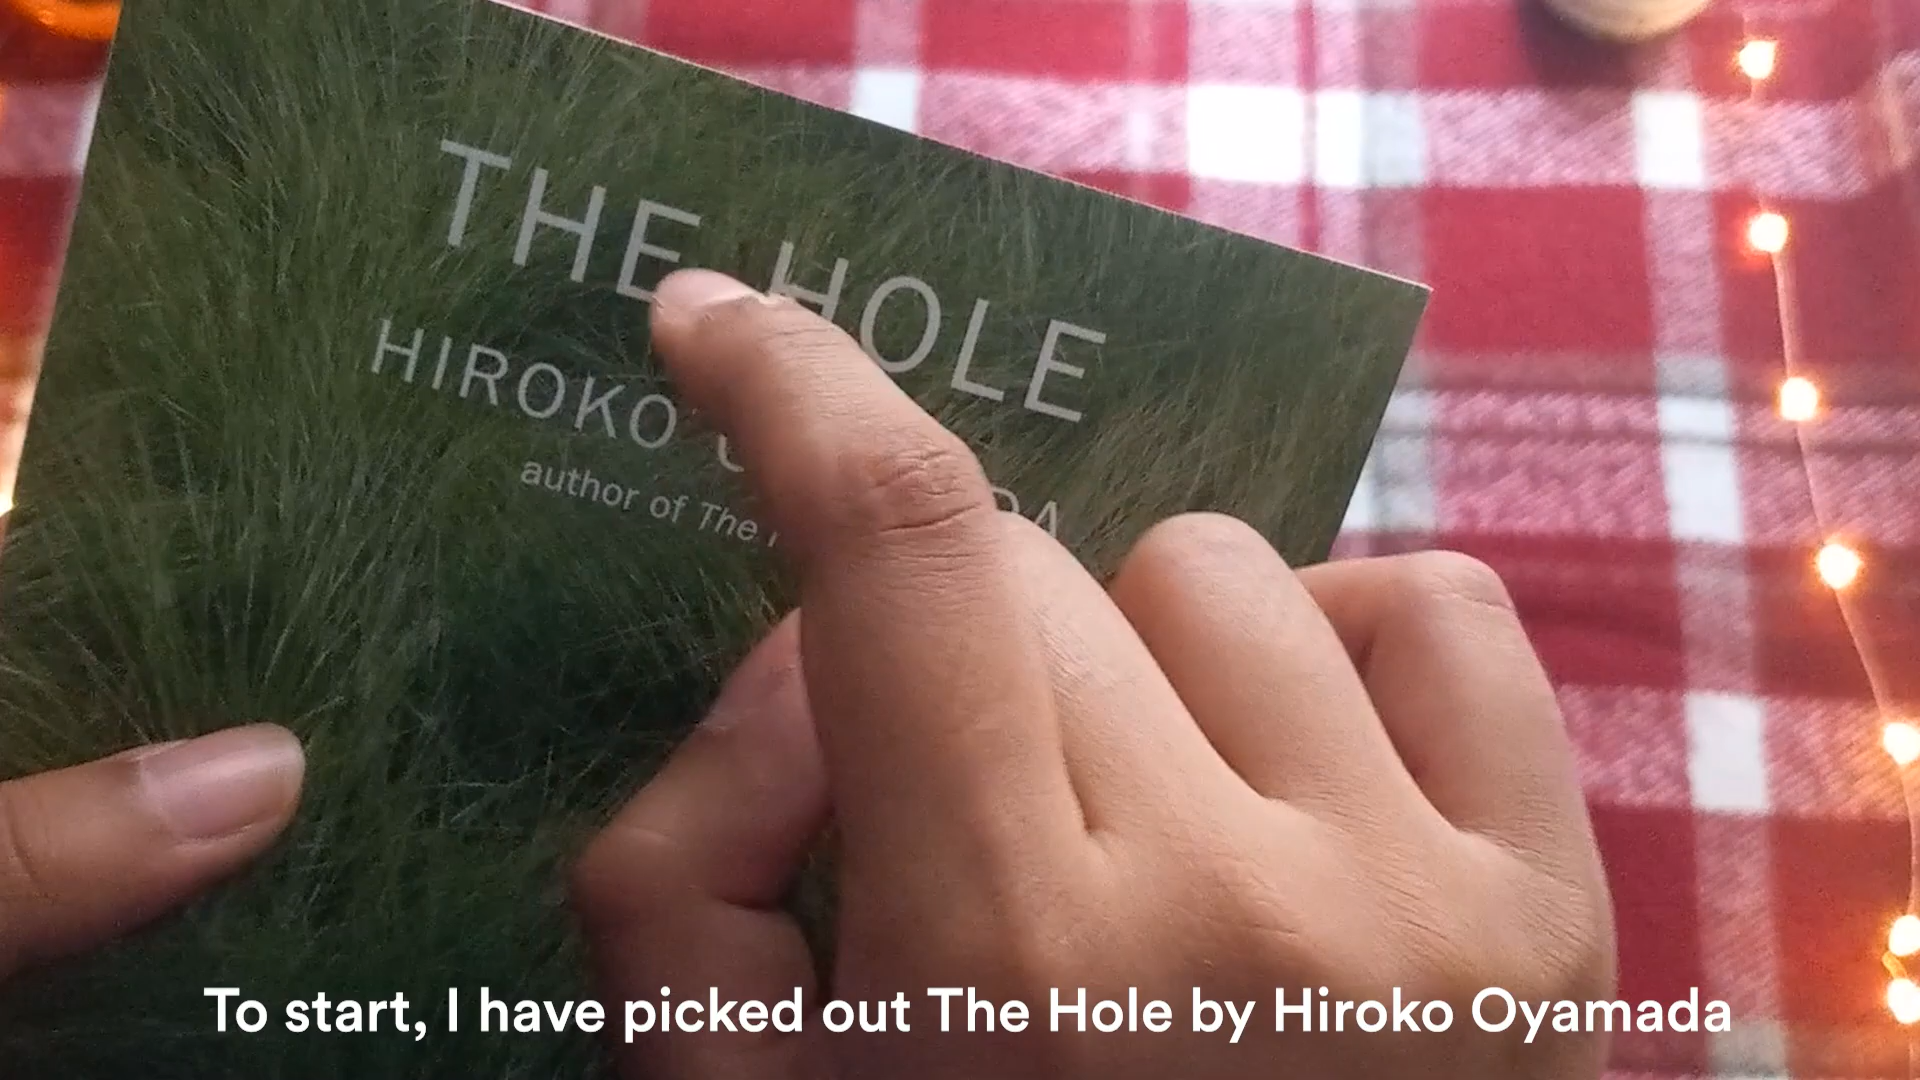 THE HOLE
HIROKO
author of The
To start, I have picked out The Hole by Hiroko Oyamada